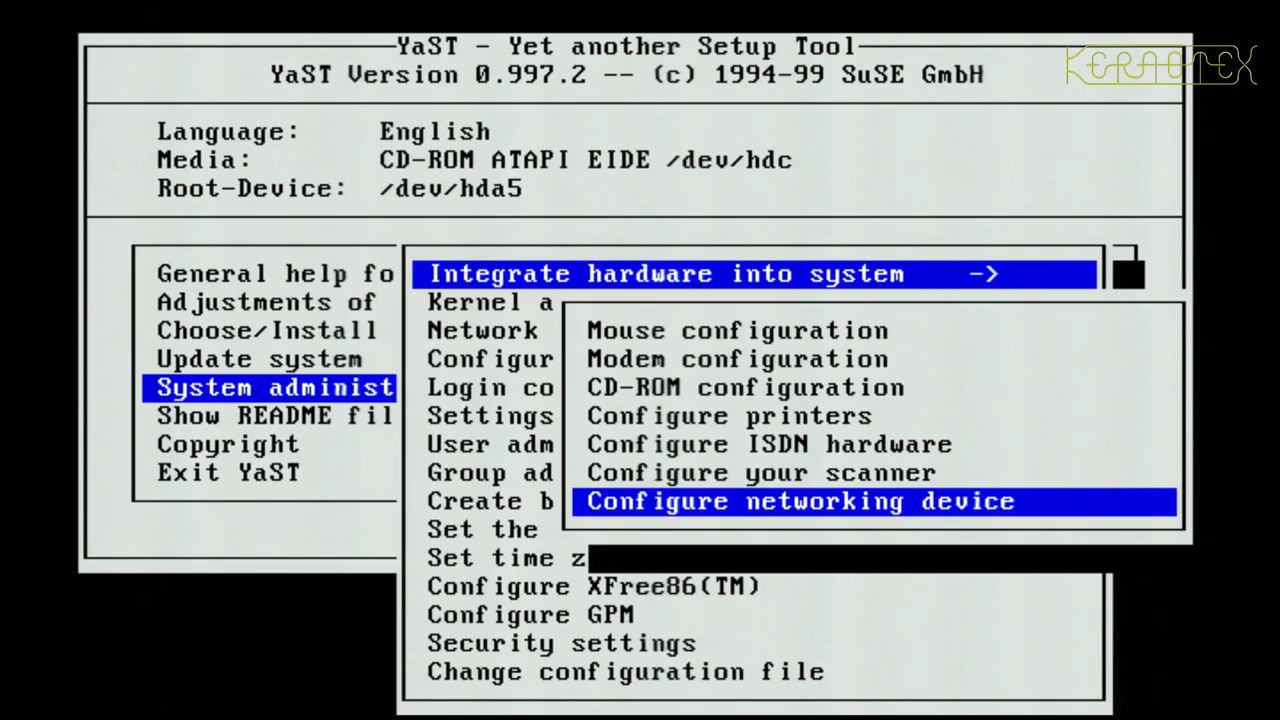 YaST - Yet another Setup Tool
YaST Version 0.997.2 -- (c) 1994-99 SuSE GmbH
KERNOTEX
Language: English
Media: CD-ROM ATAPI EIDE /dev/hdc
Root-Device: /dev/hda5
General help fo
Adjustments of
Choose/Install
Update system
System administ
Show README fil
Copyright
Exit YaST
Integrate hardware into system ->
Kernel a
Network
Configur
Login co
Settings
User adm
Group ad
Create b
Set the
Set time z
Configure XFree86(TM)
Configure GPM
Security settings
Change configuration file
Mouse configuration
Modem configuration
CD-ROM configuration
Configure printers
Configure ISDN hardware
Configure your scanner
Configure networking device